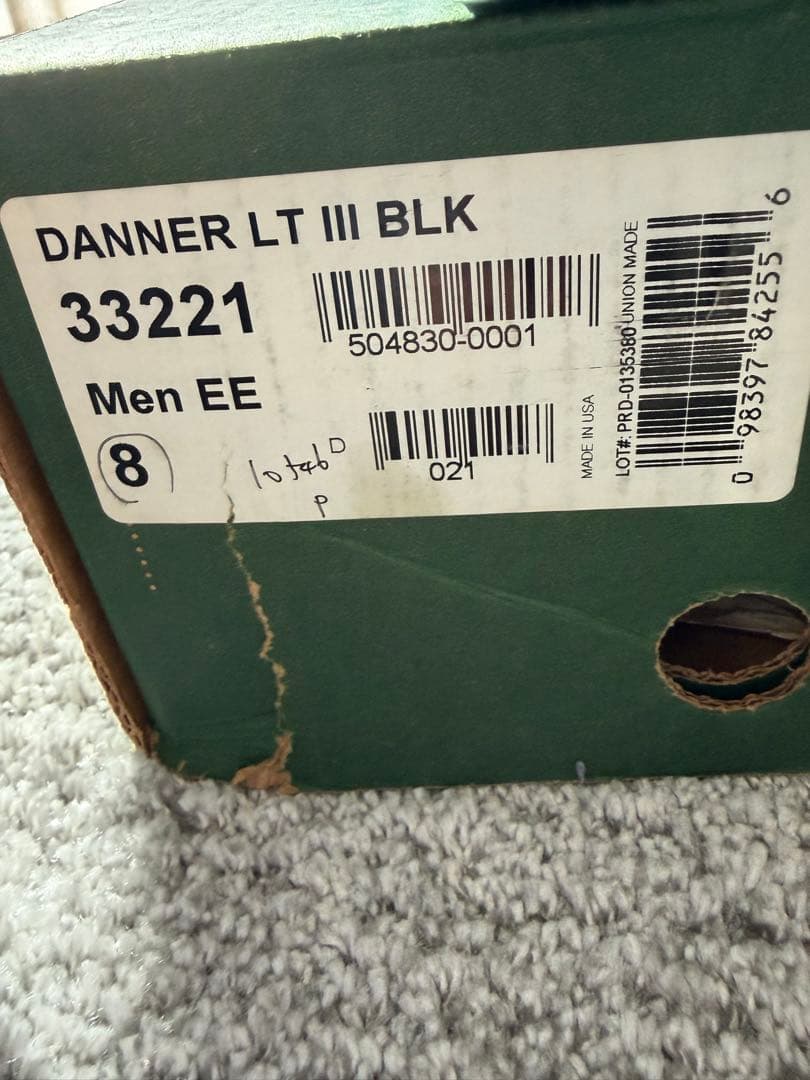 DANNER LT III BLK
33221
504830-0001
Men EE
8
D
P
021
MADE IN USA
LOT#: PRD-0135380 UNION MADE
0 98397 84255 6